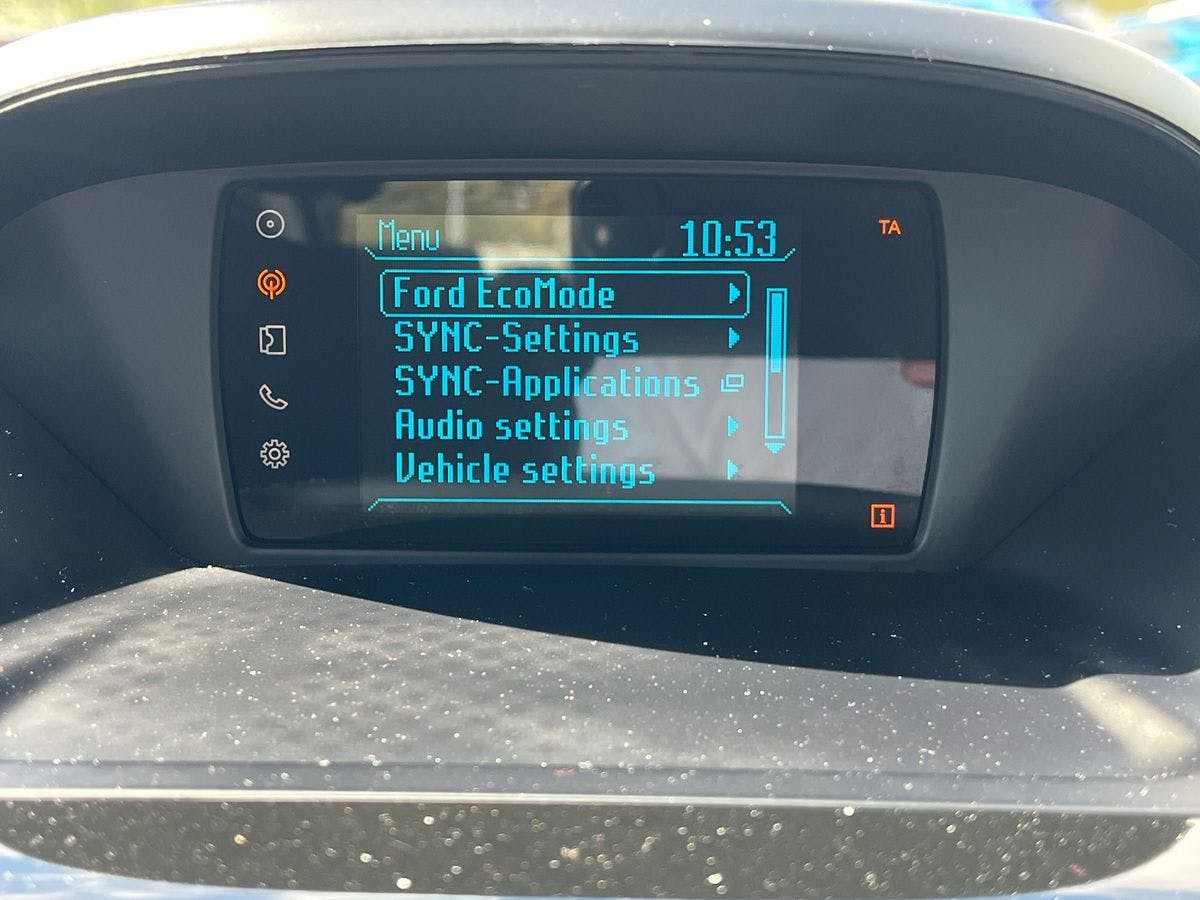 Menu 10:53
TA
Ford EcoMode
SYNC-Settings
SYNC-Applications
Audio settings
Vehicle settings
i